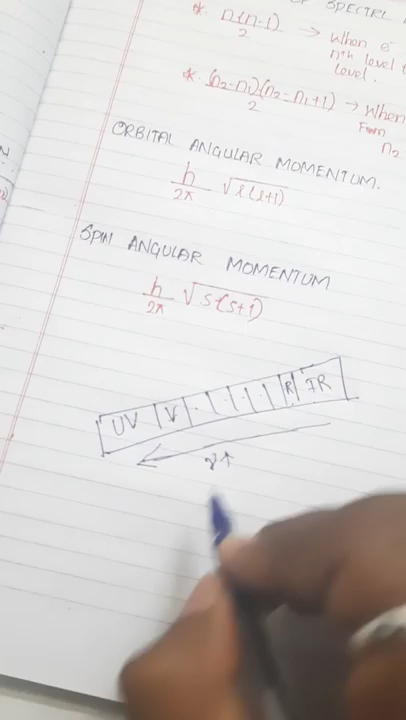 OF SPECTRL
* n(n-1)/2 → When e⁻
nth level t
level.
* (n₂-n₁)(n₂-n₁+1)/2 → When
From
n₂
ORBITAL ANGULAR MOMENTUM.
h/2π √l(l+1)
SPIN ANGULAR MOMENTUM
h/2π √s(s+1)
UV | V | . | | . | . | R | IR
ν↑